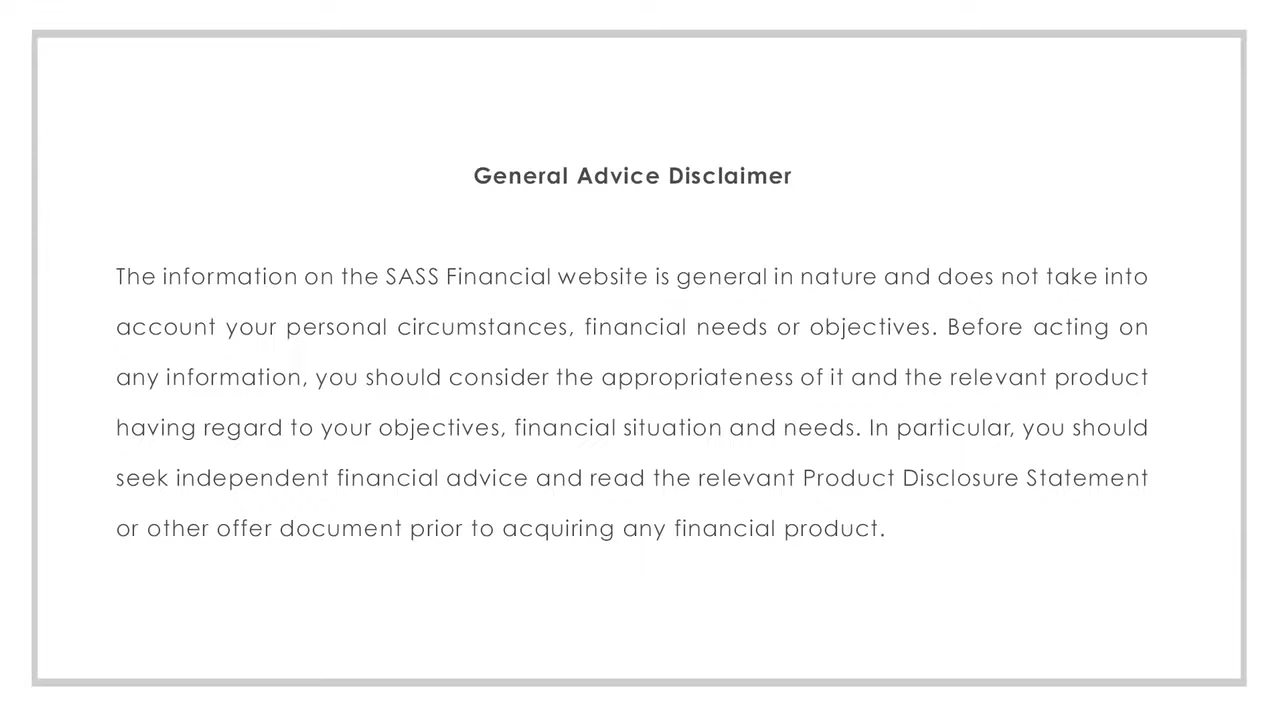 General Advice Disclaimer
The information on the SASS Financial website is general in nature and does not take into
account your personal circumstances, financial needs or objectives. Before acting on
any information, you should consider the appropriateness of it and the relevant product
having regard to your objectives, financial situation and needs. In particular, you should
seek independent financial advice and read the relevant Product Disclosure Statement
or other offer document prior to acquiring any financial product.